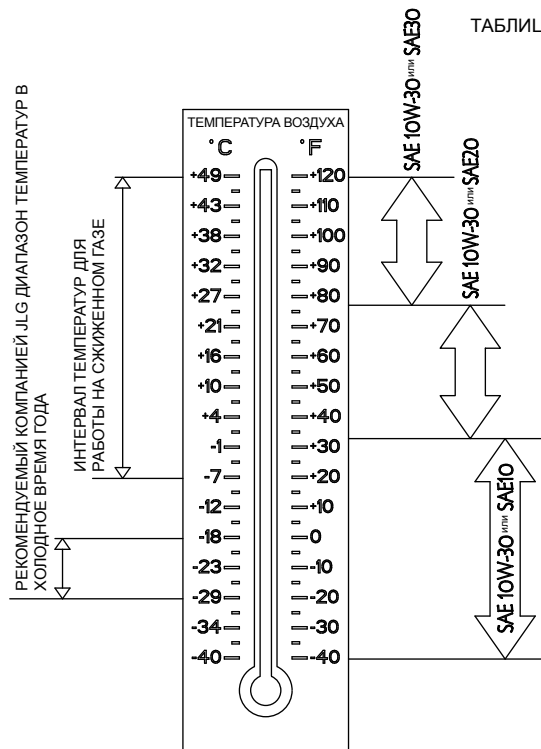 ТАБЛИЦ
ТЕМПЕРАТУРА ВОЗДУХА
°C °F
+49 +120
+43 +110
+38 +100
+32 +90
+27 +80
+21 +70
+16 +60
+10 +50
+4 +40
-1 +30
-7 +20
-12 +10
-18 0
-23 -10
-29 -20
-34 -30
-40 -40
РЕКОМЕНДУЕМЫЙ КОМПАНИЕЙ JLG ДИАПАЗОН ТЕМПЕРАТУР В
ХОЛОДНОЕ ВРЕМЯ ГОДА
ИНТЕРВАЛ ТЕМПЕРАТУР ДЛЯ
РАБОТЫ НА СЖИЖЕННОМ ГАЗЕ
SAE 10W-30 или SAE30
SAE 10W-30 или SAE20
SAE 10W-30 или SAE10